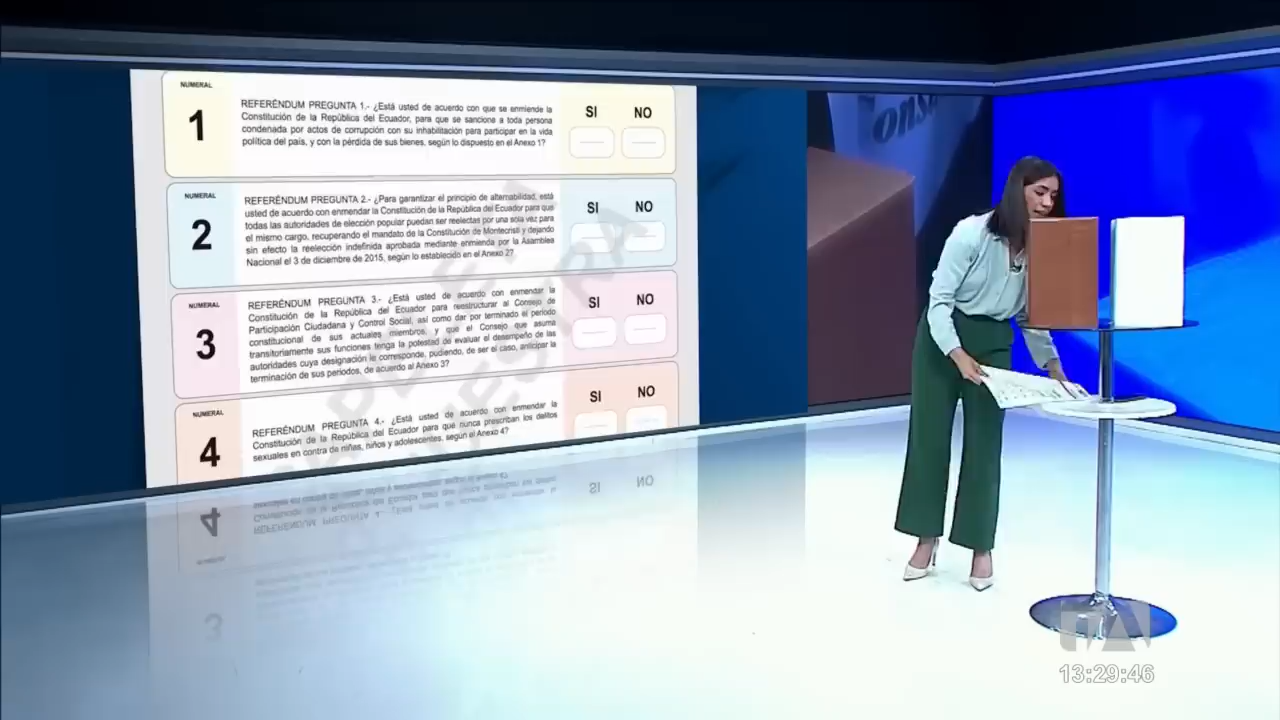 onsu
NUMERAL
1
REFERÉNDUM PREGUNTA 1.- ¿Está usted de acuerdo con que se enmiende la
Constitución de la República del Ecuador, para que se sancione a toda persona
condenada por actos de corrupción con su inhabilitación para participar en la vida
política del país, y con la pérdida de sus bienes, según lo dispuesto en el Anexo 1?
SI NO
NUMERAL
2
REFERÉNDUM PREGUNTA 2.- ¿Para garantizar el principio de alternabilidad, está
usted de acuerdo con enmendar la Constitución de la República del Ecuador para que
todas las autoridades de elección popular puedan ser reelectas por una sola vez para
el mismo cargo, recuperando el mandato de la Constitución de Montecristi y dejando
sin efecto la reelección indefinida aprobada mediante enmienda por la Asamblea
Nacional el 3 de diciembre de 2015, según lo establecido en el Anexo 2?
SI NO
NUMERAL
3
REFERÉNDUM PREGUNTA 3.- ¿Está usted de acuerdo con enmendar la
Constitución de la República del Ecuador para reestructurar al Consejo de
Participación Ciudadana y Control Social, así como dar por terminado el período
constitucional de sus actuales miembros, y que el Consejo que asuma
transitoriamente sus funciones tenga la potestad de evaluar el desempeño de las
autoridades cuya designación le corresponde, pudiendo, de ser el caso, anticipar la
terminación de sus periodos, de acuerdo al Anexo 3?
SI NO
NUMERAL
4
REFERÉNDUM PREGUNTA 4.- ¿Está usted de acuerdo con enmendar la
Constitución de la República del Ecuador para que nunca prescriban los delitos
sexuales en contra de niñas, niños y adolescentes, según el Anexo 4?
SI NO
13:29:46